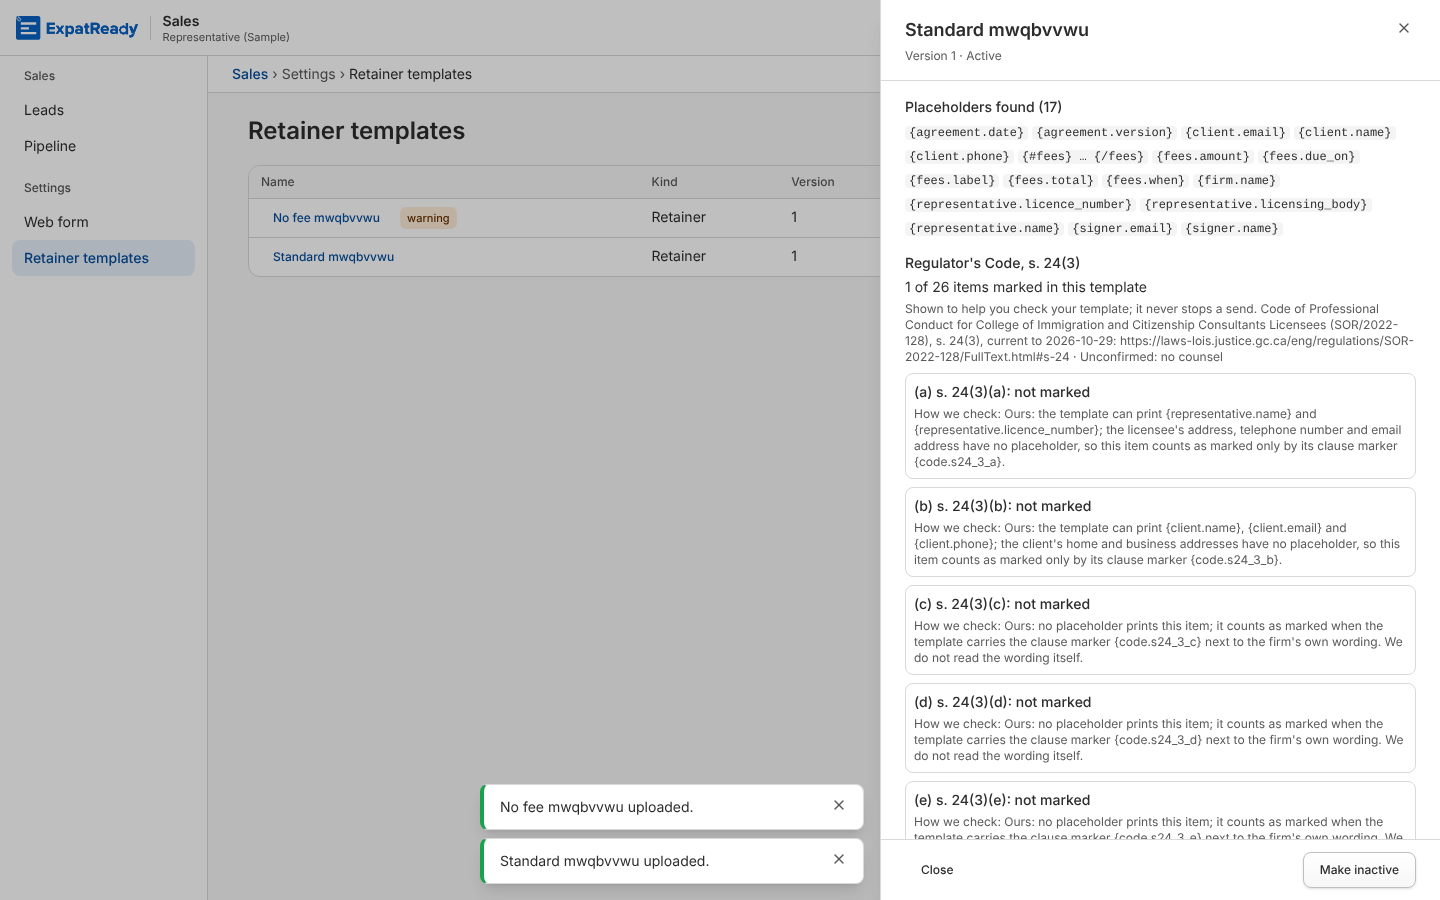 ExpatReady
Sales
Representative (Sample)
Sales
Leads
Pipeline
Settings
Web form
Retainer templates
Sales › Settings › Retainer templates
Retainer templates
Name Kind Version
No fee mwqbvvwu warning Retainer 1
Standard mwqbvvwu Retainer 1
No fee mwqbvvwu uploaded.
Standard mwqbvvwu uploaded.
Standard mwqbvvwu
Version 1 · Active
Placeholders found (17)
{agreement.date} {agreement.version} {client.email} {client.name}
{client.phone} {#fees} … {/fees} {fees.amount} {fees.due_on}
{fees.label} {fees.total} {fees.when} {firm.name}
{representative.licence_number} {representative.licensing_body}
{representative.name} {signer.email} {signer.name}
Regulator's Code, s. 24(3)
1 of 26 items marked in this template
Shown to help you check your template; it never stops a send. Code of Professional
Conduct for College of Immigration and Citizenship Consultants Licensees (SOR/2022-
128), s. 24(3), current to 2026-10-29: https://laws-lois.justice.gc.ca/eng/regulations/SOR-
2022-128/FullText.html#s-24 · Unconfirmed: no counsel
(a) s. 24(3)(a): not marked
How we check: Ours: the template can print {representative.name} and
{representative.licence_number}; the licensee's address, telephone number and email
address have no placeholder, so this item counts as marked only by its clause marker
{code.s24_3_a}.
(b) s. 24(3)(b): not marked
How we check: Ours: the template can print {client.name}, {client.email} and
{client.phone}; the client's home and business addresses have no placeholder, so this
item counts as marked only by its clause marker {code.s24_3_b}.
(c) s. 24(3)(c): not marked
How we check: Ours: no placeholder prints this item; it counts as marked when the
template carries the clause marker {code.s24_3_c} next to the firm's own wording. We
do not read the wording itself.
(d) s. 24(3)(d): not marked
How we check: Ours: no placeholder prints this item; it counts as marked when the
template carries the clause marker {code.s24_3_d} next to the firm's own wording. We
do not read the wording itself.
(e) s. 24(3)(e): not marked
How we check: Ours: no placeholder prints this item; it counts as marked when the
template carries the clause marker {code.s24_3_e} next to the firm's own wording. We
Close
Make inactive